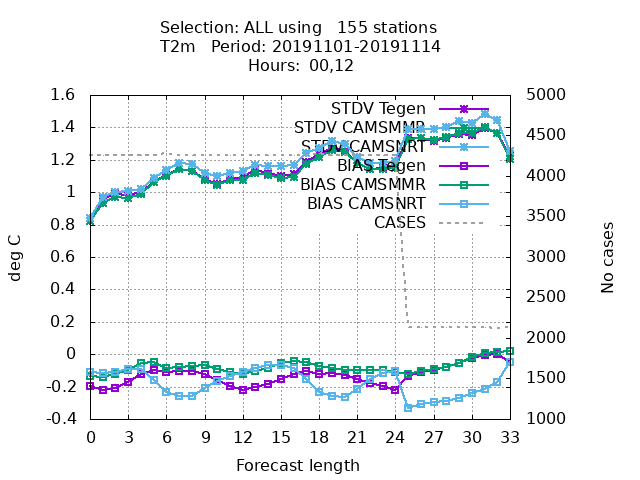 Selection: ALL using 155 stations
T2m Period: 20191101-20191114
Hours: 00,12
STDV Tegen
STDV CAMSMMR
STDV CAMSNRT
BIAS Tegen
BIAS CAMSMMR
BIAS CAMSNRT
CASES
deg C
1.6
1.4
1.2
1
0.8
0.6
0.4
0.2
0
-0.2
-0.4
5000
4500
4000
3500
3000
2500
2000
1500
1000
No cases
0 3 6 9 12 15 18 21 24 27 30 33
Forecast length